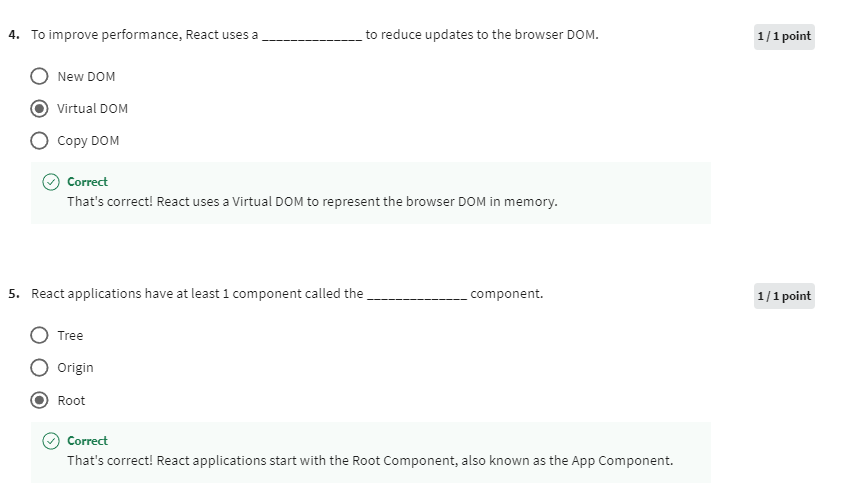 4. To improve performance, React uses a ______________ to reduce updates to the browser DOM.
1 / 1 point
New DOM
Virtual DOM
Copy DOM
Correct
That's correct! React uses a Virtual DOM to represent the browser DOM in memory.
5. React applications have at least 1 component called the ______________ component.
1 / 1 point
Tree
Origin
Root
Correct
That's correct! React applications start with the Root Component, also known as the App Component.